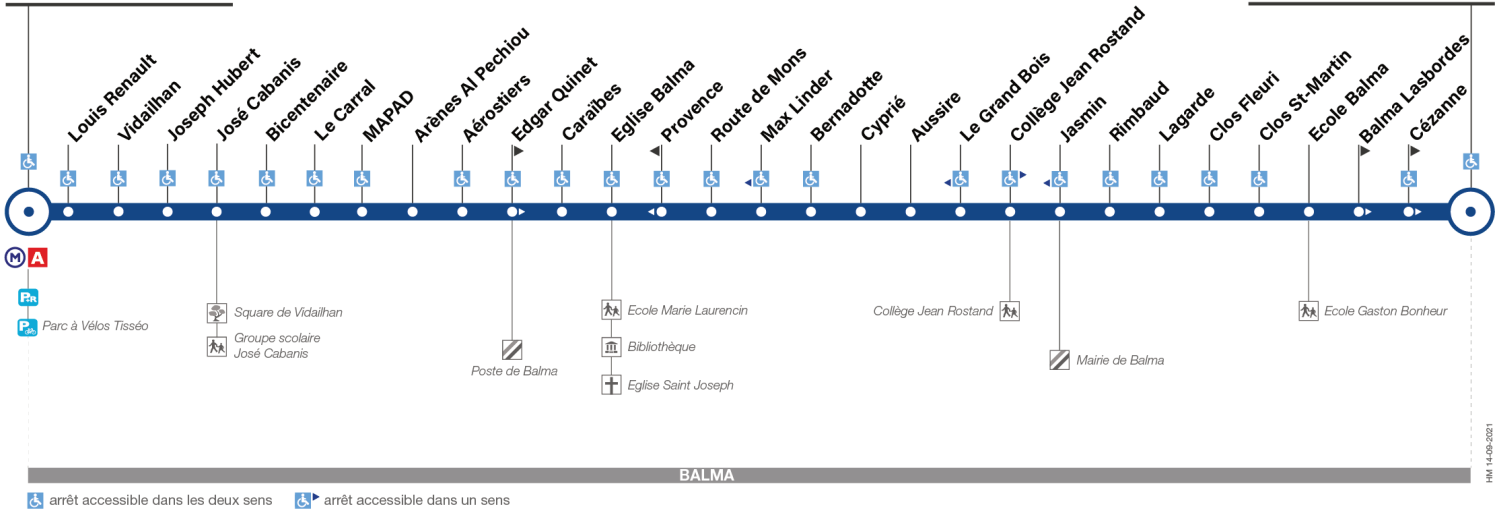 Louis Renault
Vidailhan
Joseph Hubert
José Cabanis
Bicentenaire
Le Carral
MAPAD
Arènes Al Pechiou
Aérostiers
Edgar Quinet
Caraïbes
Eglise Balma
Provence
Route de Mons
Max Linder
Bernadotte
Cyprié
Aussire
Le Grand Bois
Collège Jean Rostand
Jasmin
Rimbaud
Lagarde
Clos Fleuri
Clos St-Martin
Ecole Balma
Balma Lasbordes
Cézanne
M A
P+R
P
Parc à Vélos Tisséo
Square de Vidailhan
Groupe scolaire
José Cabanis
Poste de Balma
Ecole Marie Laurencin
Bibliothèque
Eglise Saint Joseph
Collège Jean Rostand
Mairie de Balma
Ecole Gaston Bonheur
BALMA
HM 14-09-2021
arrêt accessible dans les deux sens
arrêt accessible dans un sens